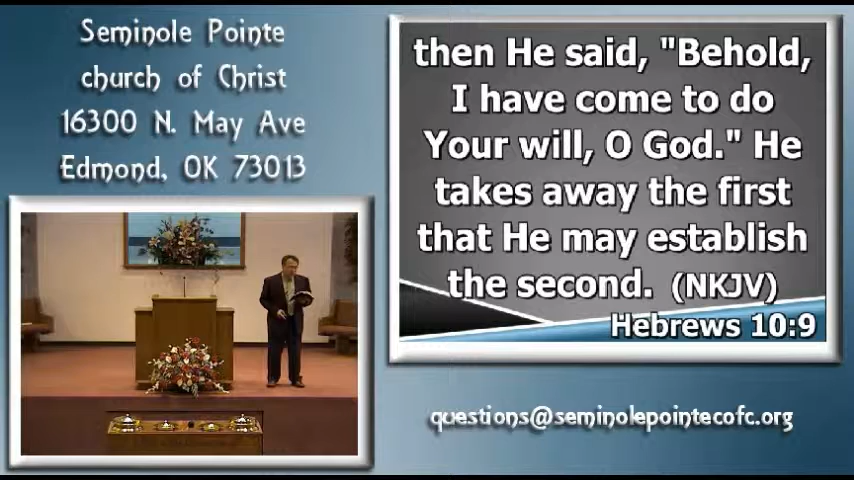 Seminole Pointe
church of Christ
16300 N. May Ave
Edmond, OK 73013
then He said, "Behold,
I have come to do
Your will, O God." He
takes away the first
that He may establish
the second. (NKJV)
Hebrews 10:9
questions@seminolepointecofc.org